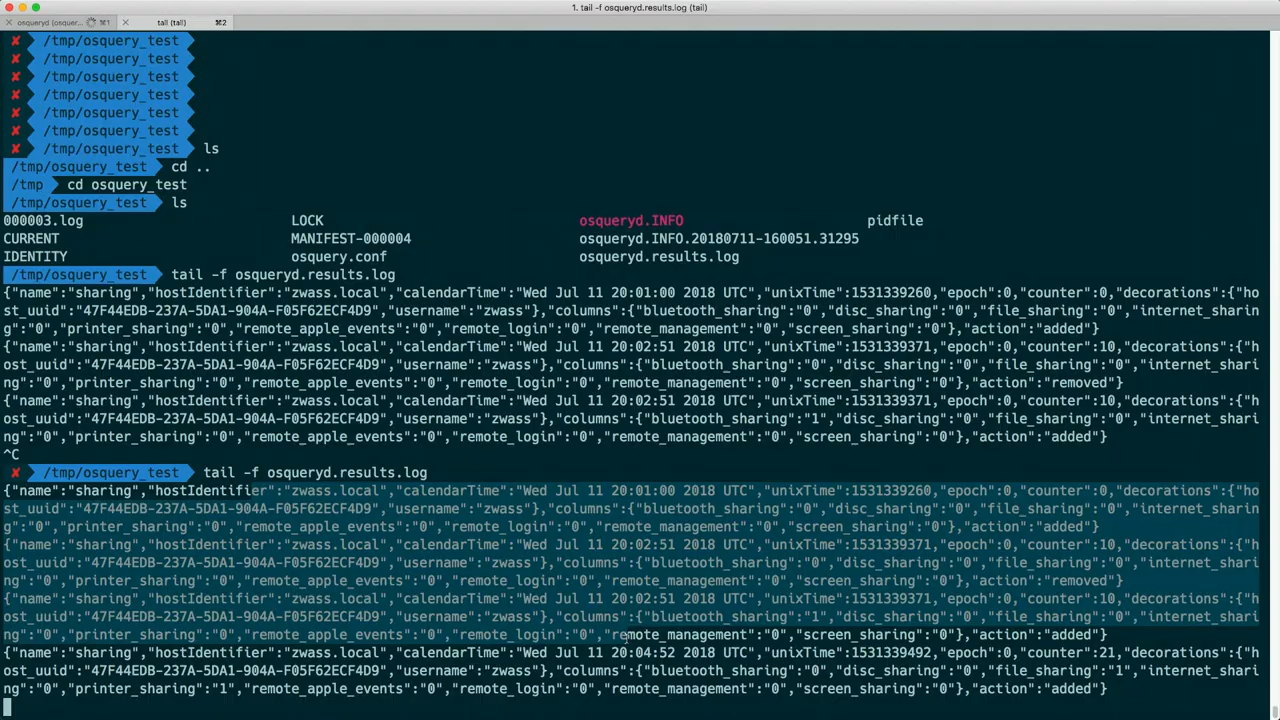 1. tail -f osqueryd.results.log (tail)
osqueryd (osquer... ⌘1
tail (tail) ⌘2
✘ /tmp/osquery_test
✘ /tmp/osquery_test
✘ /tmp/osquery_test
✘ /tmp/osquery_test
✘ /tmp/osquery_test
✘ /tmp/osquery_test
✘ /tmp/osquery_test ls
/tmp/osquery_test cd ..
/tmp cd osquery_test
/tmp/osquery_test ls
000003.log LOCK osqueryd.INFO pidfile
CURRENT MANIFEST-000004 osqueryd.INFO.20180711-160051.31295
IDENTITY osquery.conf osqueryd.results.log
/tmp/osquery_test tail -f osqueryd.results.log
{"name":"sharing","hostIdentifier":"zwass.local","calendarTime":"Wed Jul 11 20:01:00 2018 UTC","unixTime":1531339260,"epoch":0,"counter":0,"decorations":{"ho
st_uuid":"47F44EDB-237A-5DA1-904A-F05F62ECF4D9","username":"zwass"},"columns":{"bluetooth_sharing":"0","disc_sharing":"0","file_sharing":"0","internet_sharin
g":"0","printer_sharing":"0","remote_apple_events":"0","remote_login":"0","remote_management":"0","screen_sharing":"0"},"action":"added"}
{"name":"sharing","hostIdentifier":"zwass.local","calendarTime":"Wed Jul 11 20:02:51 2018 UTC","unixTime":1531339371,"epoch":0,"counter":10,"decorations":{"h
ost_uuid":"47F44EDB-237A-5DA1-904A-F05F62ECF4D9","username":"zwass"},"columns":{"bluetooth_sharing":"0","disc_sharing":"0","file_sharing":"0","internet_shari
ng":"0","printer_sharing":"0","remote_apple_events":"0","remote_login":"0","remote_management":"0","screen_sharing":"0"},"action":"removed"}
{"name":"sharing","hostIdentifier":"zwass.local","calendarTime":"Wed Jul 11 20:02:51 2018 UTC","unixTime":1531339371,"epoch":0,"counter":10,"decorations":{"h
ost_uuid":"47F44EDB-237A-5DA1-904A-F05F62ECF4D9","username":"zwass"},"columns":{"bluetooth_sharing":"1","disc_sharing":"0","file_sharing":"0","internet_shari
ng":"0","printer_sharing":"0","remote_apple_events":"0","remote_login":"0","remote_management":"0","screen_sharing":"0"},"action":"added"}
^C
✘ /tmp/osquery_test tail -f osqueryd.results.log
{"name":"sharing","hostIdentifier":"zwass.local","calendarTime":"Wed Jul 11 20:01:00 2018 UTC","unixTime":1531339260,"epoch":0,"counter":0,"decorations":{"ho
st_uuid":"47F44EDB-237A-5DA1-904A-F05F62ECF4D9","username":"zwass"},"columns":{"bluetooth_sharing":"0","disc_sharing":"0","file_sharing":"0","internet_sharin
g":"0","printer_sharing":"0","remote_apple_events":"0","remote_login":"0","remote_management":"0","screen_sharing":"0"},"action":"added"}
{"name":"sharing","hostIdentifier":"zwass.local","calendarTime":"Wed Jul 11 20:02:51 2018 UTC","unixTime":1531339371,"epoch":0,"counter":10,"decorations":{"h
ost_uuid":"47F44EDB-237A-5DA1-904A-F05F62ECF4D9","username":"zwass"},"columns":{"bluetooth_sharing":"0","disc_sharing":"0","file_sharing":"0","internet_shari
ng":"0","printer_sharing":"0","remote_apple_events":"0","remote_login":"0","remote_management":"0","screen_sharing":"0"},"action":"removed"}
{"name":"sharing","hostIdentifier":"zwass.local","calendarTime":"Wed Jul 11 20:02:51 2018 UTC","unixTime":1531339371,"epoch":0,"counter":10,"decorations":{"h
ost_uuid":"47F44EDB-237A-5DA1-904A-F05F62ECF4D9","username":"zwass"},"columns":{"bluetooth_sharing":"1","disc_sharing":"0","file_sharing":"0","internet_shari
ng":"0","printer_sharing":"0","remote_apple_events":"0","remote_login":"0","remote_management":"0","screen_sharing":"0"},"action":"added"}
{"name":"sharing","hostIdentifier":"zwass.local","calendarTime":"Wed Jul 11 20:04:52 2018 UTC","unixTime":1531339492,"epoch":0,"counter":21,"decorations":{"h
ost_uuid":"47F44EDB-237A-5DA1-904A-F05F62ECF4D9","username":"zwass"},"columns":{"bluetooth_sharing":"0","disc_sharing":"0","file_sharing":"1","internet_shari
ng":"0","printer_sharing":"1","remote_apple_events":"0","remote_login":"0","remote_management":"0","screen_sharing":"0"},"action":"added"}